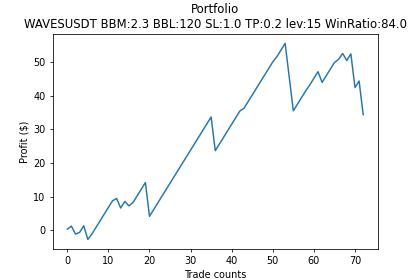 Portfolio
WAVESUSDT BBM:2.3 BBL:120 SL:1.0 TP:0.2 lev:15 WinRatio:84.0
Profit ($)
50
40
30
20
10
0
0 10 20 30 40 50 60 70
Trade counts